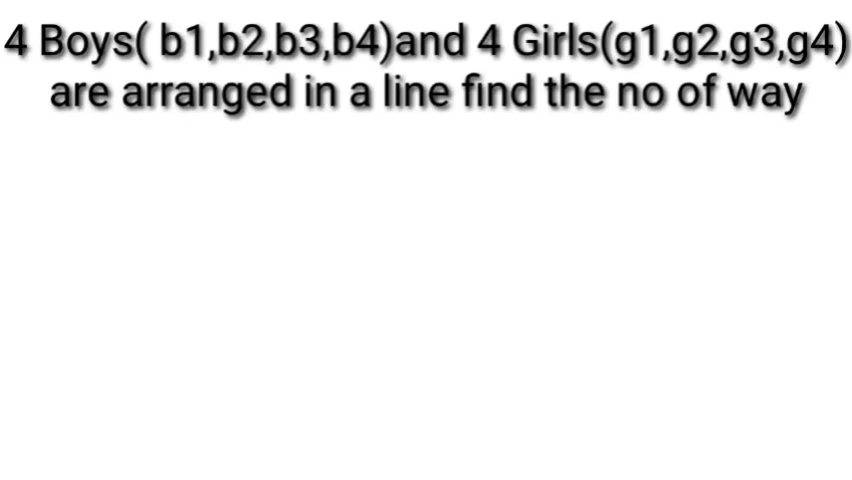 4 Boys( b1,b2,b3,b4)and 4 Girls(g1,g2,g3,g4)
are arranged in a line find the no of way